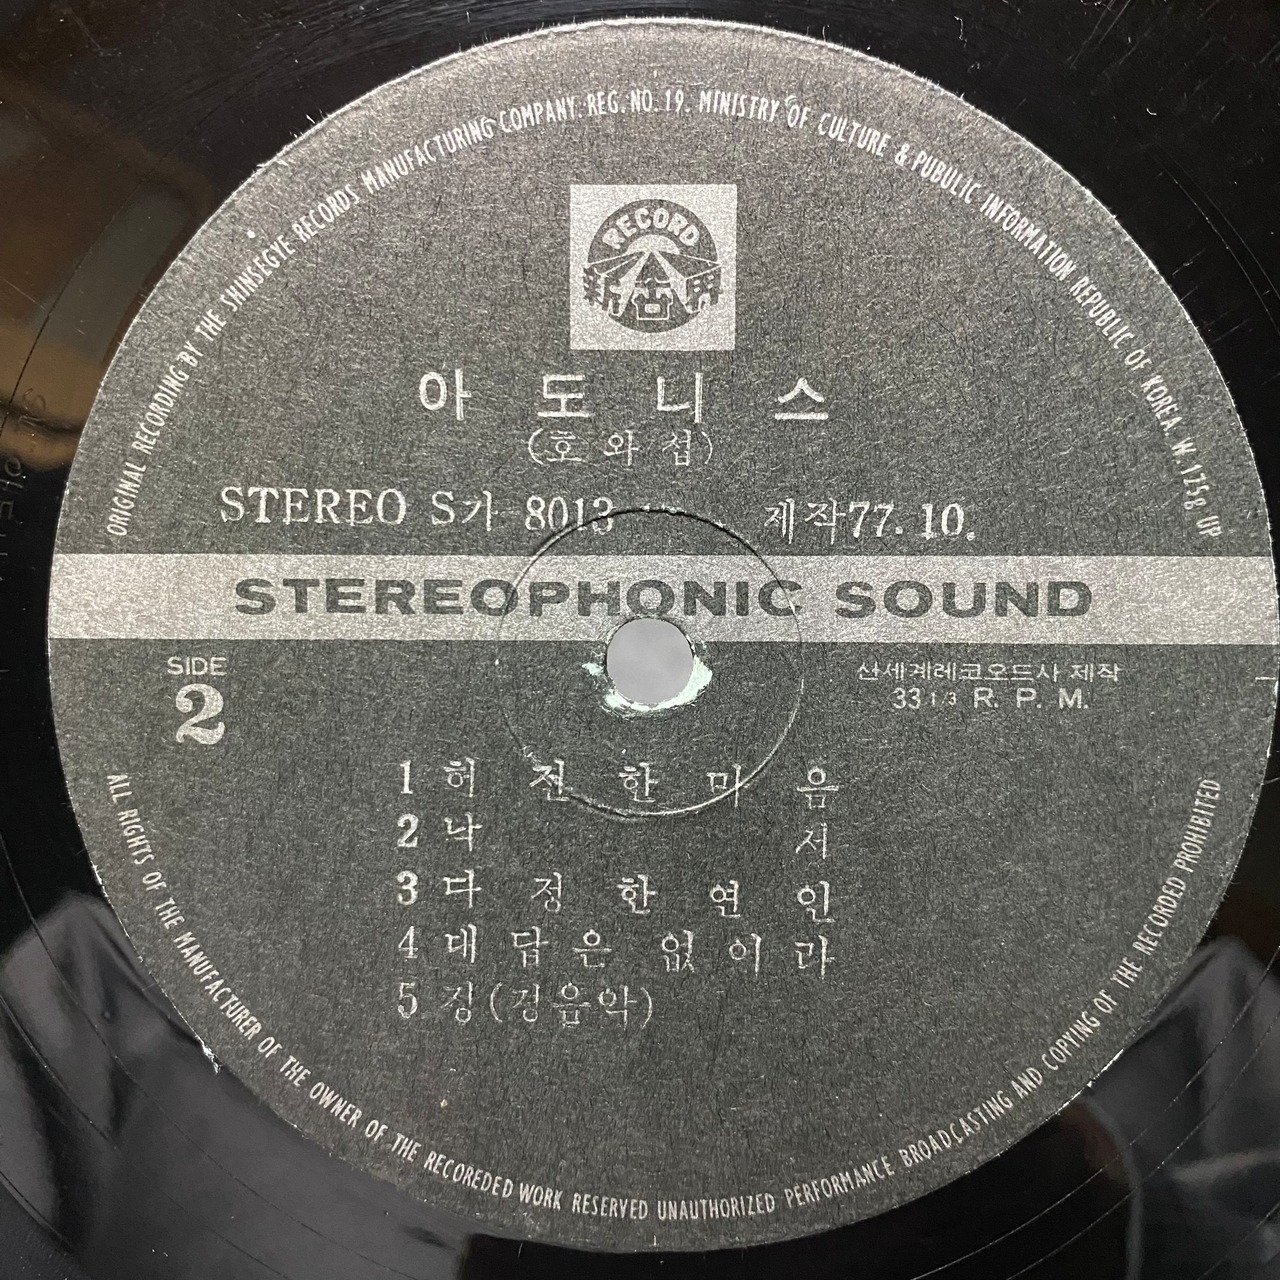 ORIGINAL RECORDING BY THE SHINSEGYE RECORDS MANUFACTURING COMPANY. REG. NO. 19. MINISTRY OF CULTURE & PUBULIC INFORMATION REPUBLIC OF KOREA. W. 125g UP
RECORD
아도니스
(호와섭)
STEREO S가 8013 제작77.10.
STEREOPHONIC SOUND
SIDE
2
신세계레코오드사 제작
33 1/3 R. P. M.
1 허전한마음
2 낙서
3 다정한연인
4 대답은 없이라
5 징(경음악)
ALL RIGHTS OF THE MANUFACTURER OF THE OWNER OF THE RECOREDED WORK RESERVED UNAUTHORIZED PERFORMANCE BROADCASTING AND COPYING OF THE RECORDED PROHIBITED